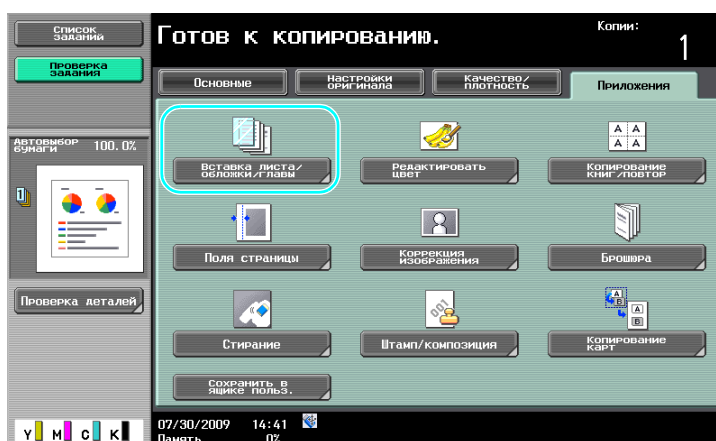 Список
заданий
Готов к копированию.
Копии:
1
Проверка
задания
Основные
Настройки
оригинала
Качество/
плотность
Приложения
Автовыбор
бумаги
100.0%
1
Вставка листа/
обложки/главы
Редактировать
цвет
A A
A A
Копирование
книг/повтор
Поля страницы
Коррекция
изображения
Брошюра
Проверка деталей
Стирание
001
Штамп/композиция
A
B
A
B
Копирование
карт
Сохранить в
ящике польз.
07/30/2009 14:41
Память 0%
Y M C K